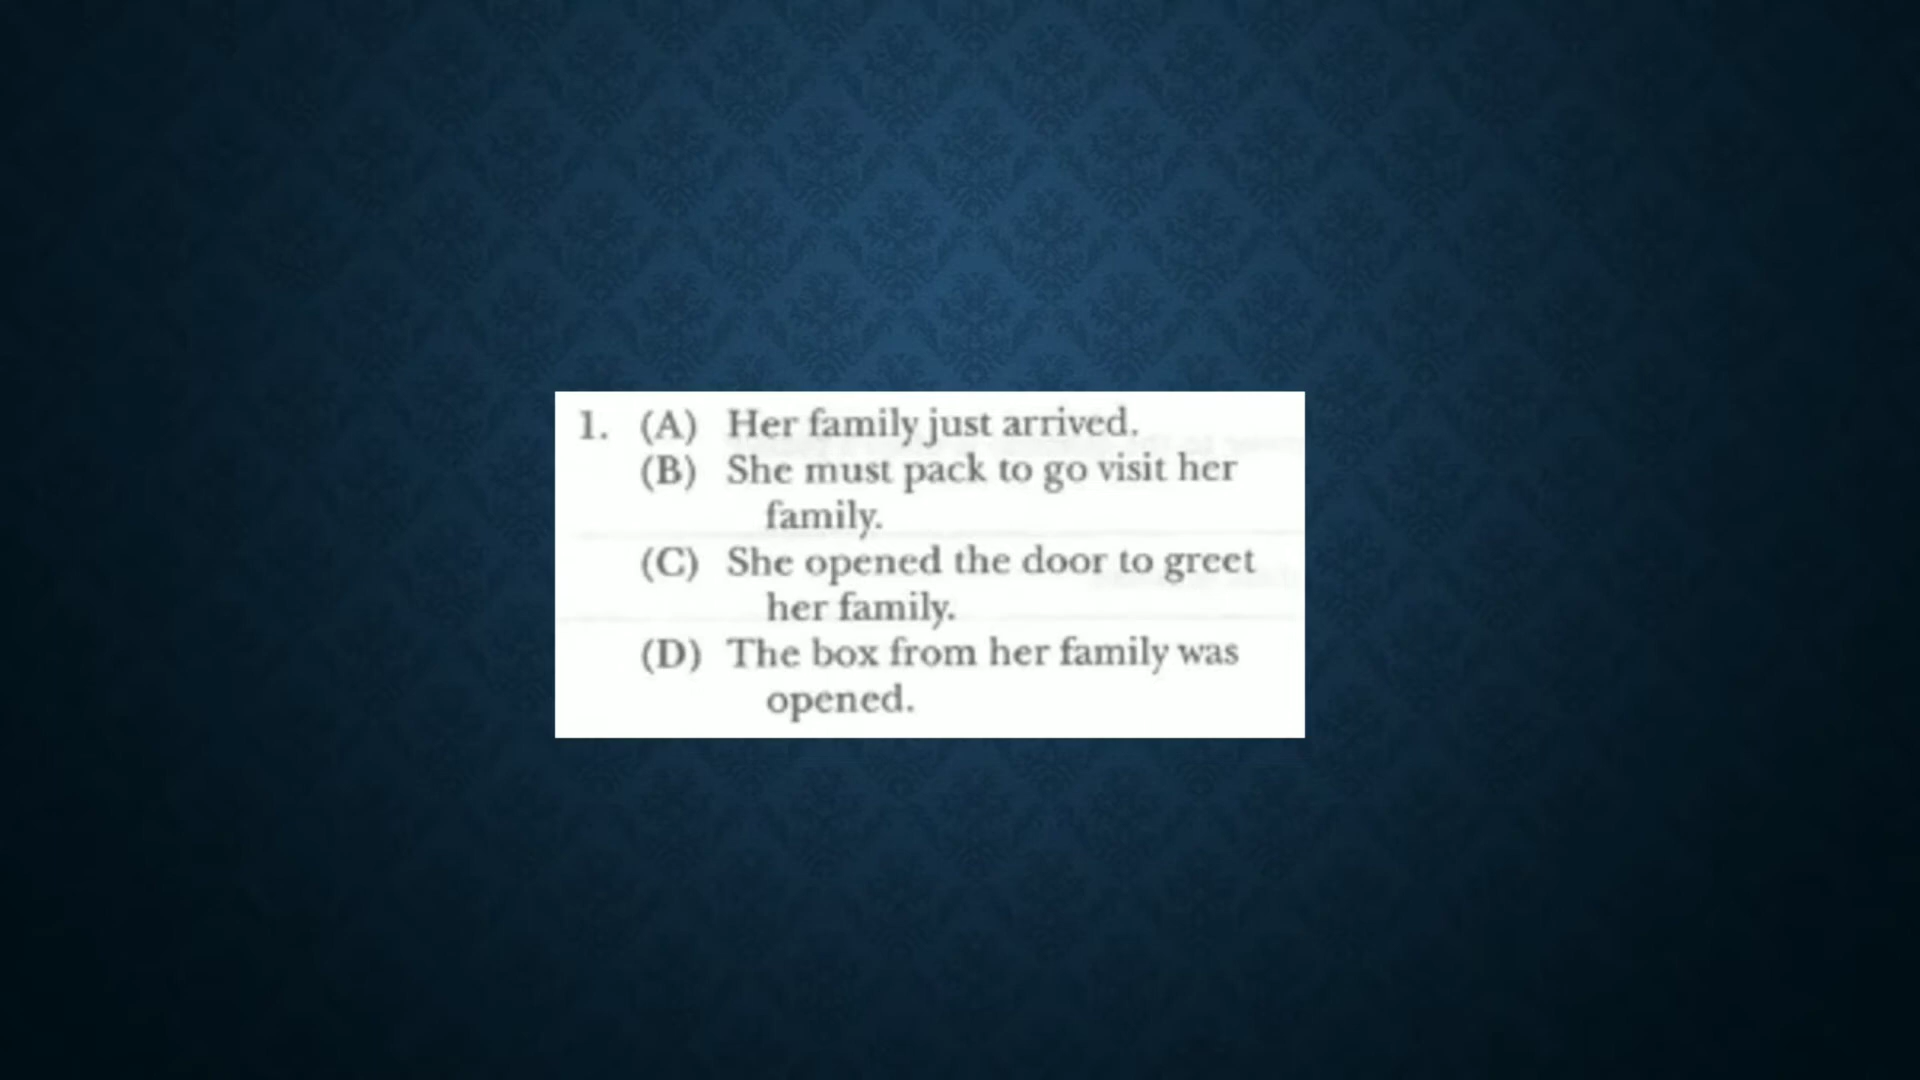 1. (A) Her family just arrived.
(B) She must pack to go visit her
family.
(C) She opened the door to greet
her family.
(D) The box from her family was
opened.